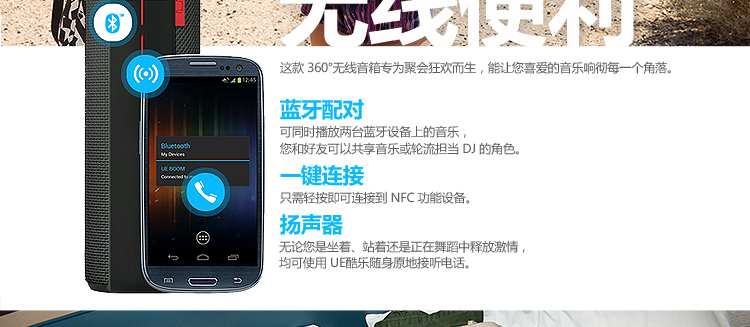 无线便利
这款 360°无线音箱专为聚会狂欢而生，能让您喜爱的音乐响彻每一个角落。
12:45
蓝牙配对
可同时播放两台蓝牙设备上的音乐，
您和好友可以共享音乐或轮流担当 DJ 的角色。
Bluetooth
My Devices
UE BOOM
Connected to
一键连接
只需轻按即可连接到 NFC 功能设备。
扬声器
无论您是坐着、站着还是正在舞蹈中释放激情，
均可使用 UE酷乐随身原地接听电话。